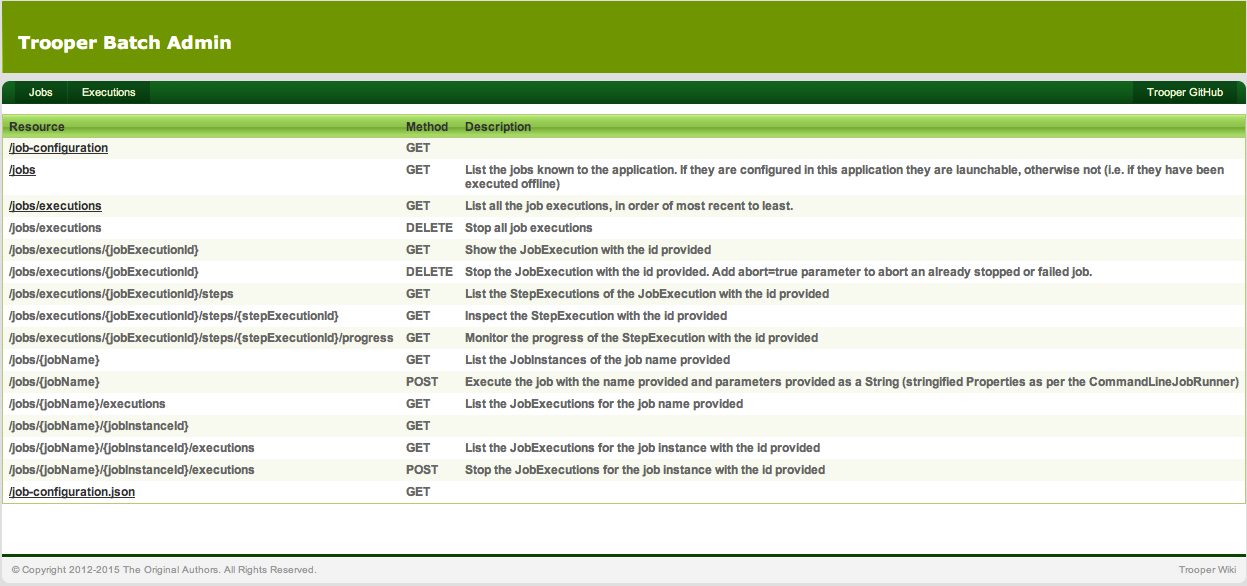 Trooper Batch Admin
Jobs Executions Trooper GitHub
Resource Method Description
/job-configuration GET
/jobs GET List the jobs known to the application. If they are configured in this application they are launchable, otherwise not (i.e. if they have been
executed offline)
/jobs/executions GET List all the job executions, in order of most recent to least.
/jobs/executions DELETE Stop all job executions
/jobs/executions/{jobExecutionId} GET Show the JobExecution with the id provided
/jobs/executions/{jobExecutionId} DELETE Stop the JobExecution with the id provided. Add abort=true parameter to abort an already stopped or failed job.
/jobs/executions/{jobExecutionId}/steps GET List the StepExecutions of the JobExecution with the id provided
/jobs/executions/{jobExecutionId}/steps/{stepExecutionId} GET Inspect the StepExecution with the id provided
/jobs/executions/{jobExecutionId}/steps/{stepExecutionId}/progress GET Monitor the progress of the StepExecution with the id provided
/jobs/{jobName} GET List the JobInstances of the job name provided
/jobs/{jobName} POST Execute the job with the name provided and parameters provided as a String (stringified Properties as per the CommandLineJobRunner)
/jobs/{jobName}/executions GET List the JobExecutions for the job name provided
/jobs/{jobName}/{jobInstanceId} GET
/jobs/{jobName}/{jobInstanceId}/executions GET List the JobExecutions for the job instance with the id provided
/jobs/{jobName}/{jobInstanceId}/executions POST Stop the JobExecutions for the job instance with the id provided
/job-configuration.json GET
© Copyright 2012-2015 The Original Authors. All Rights Reserved. Trooper Wiki